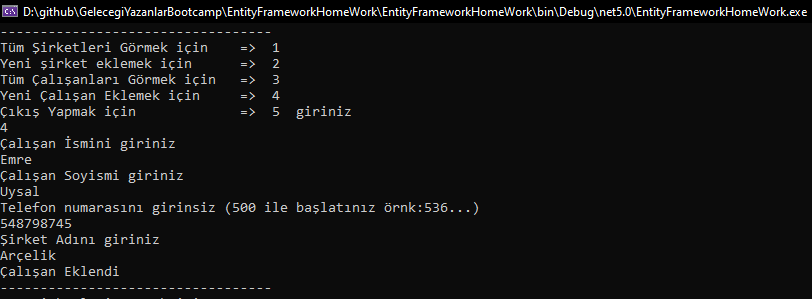 D:\github\GelecegiYazanlarBootcamp\EntityFrameworkHomeWork\EntityFrameworkHomeWork\bin\Debug\net5.0\EntityFrameworkHomeWork.exe
----------------------------------
Tüm Şirketleri Görmek için    =>  1
Yeni şirket eklemek için      =>  2
Tüm Çalışanları Görmek için   =>  3
Yeni Çalışan Eklemek için     =>  4
Çıkış Yapmak için             =>  5  giriniz
4
Çalışan İsmini giriniz
Emre
Çalışan Soyismi giriniz
Uysal
Telefon numarasını girinsiz (500 ile başlatınız örnk:536...)
548798745
Şirket Adını giriniz
Arçelik
Çalışan Eklendi
----------------------------------